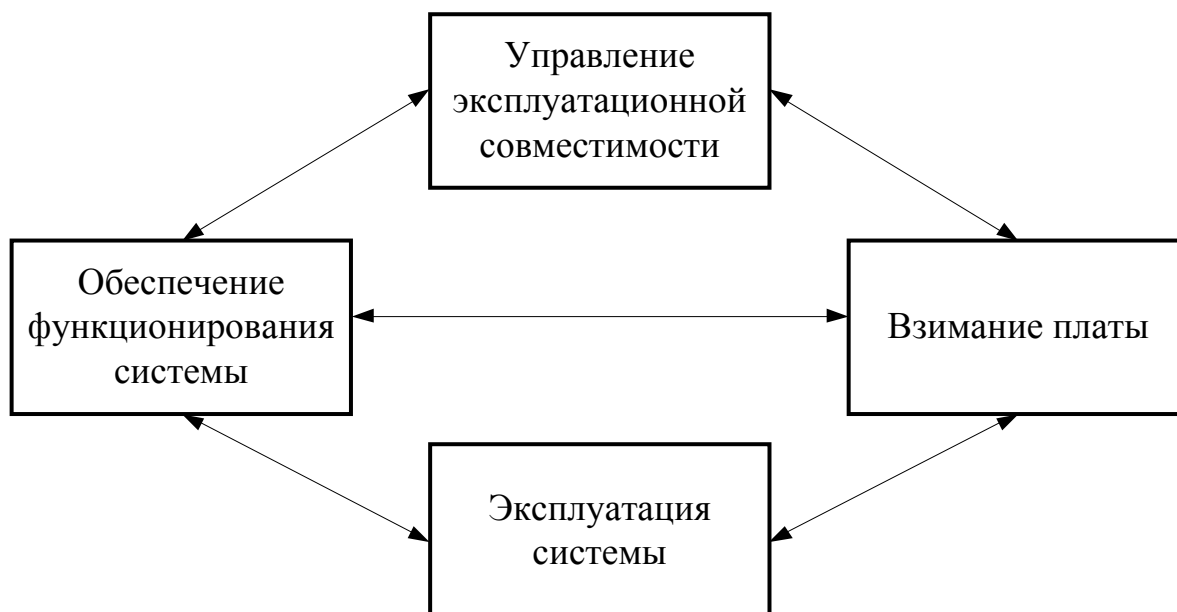 Управление
эксплуатационной
совместимости
Обеспечение
функционирования
системы
Взимание платы
Эксплуатация
системы